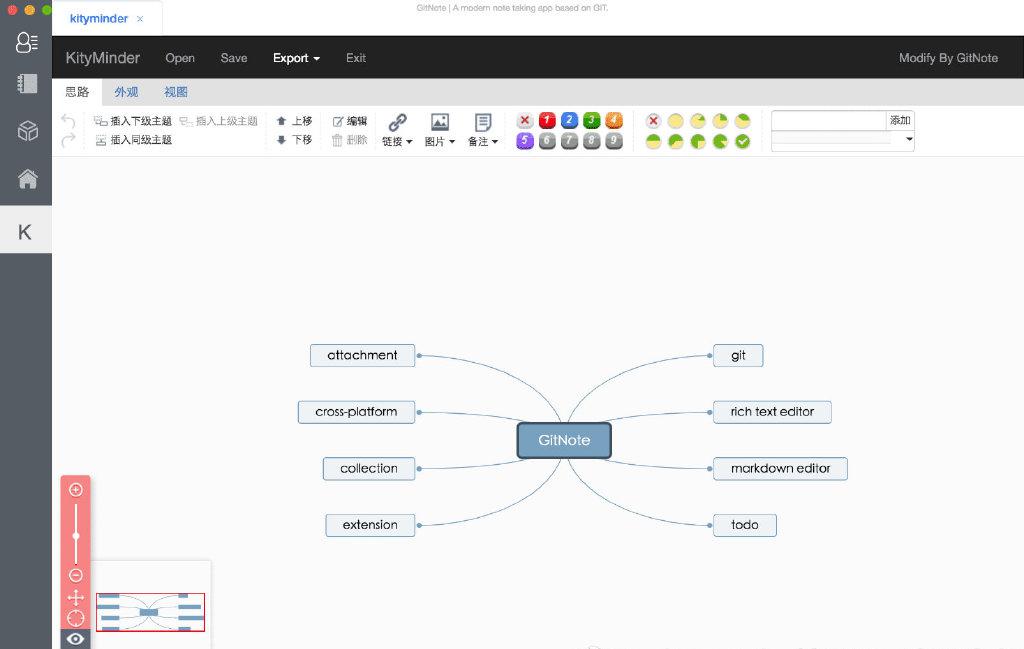 GitNote | A modern note taking app based on GIT.
kityminder ×
KityMinder Open Save Export Exit Modify By GitNote
思路 外观 视图
插入下级主题 插入上级主题 上移 编辑
插入同级主题 下移 删除
链接 图片 备注
1 2 3 4
5 6 7 8 9
添加
K
attachment git
cross-platform rich text editor
GitNote
collection markdown editor
extension todo